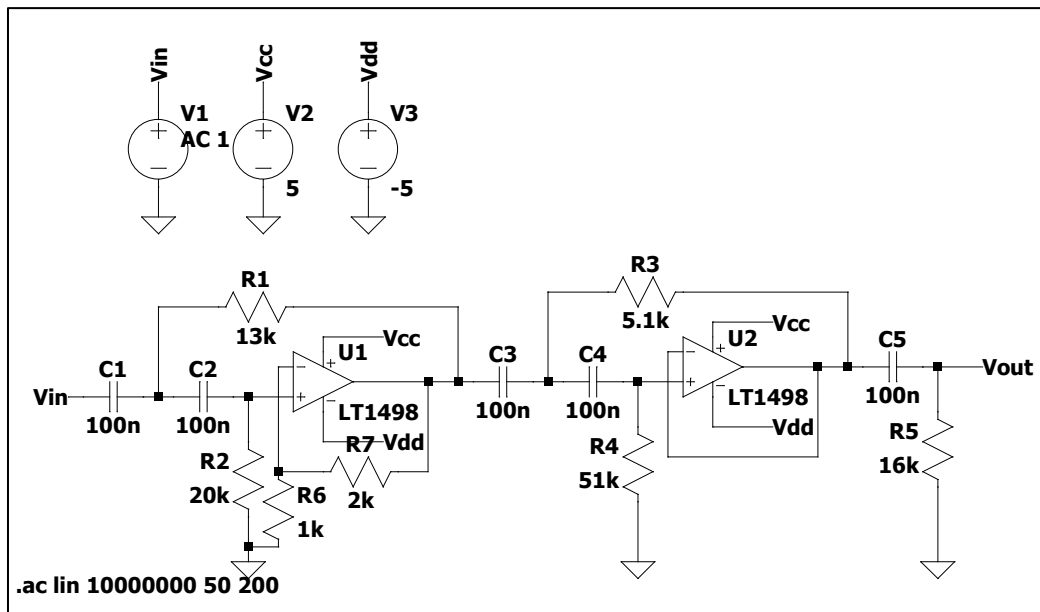 Vin
Vcc
Vdd
V1
AC 1
V2
5
V3
-5
R1
13k
R3
5.1k
Vcc
U1
Vcc
U2
C1
C2
C3
C4
C5
Vin
100n
100n
LT1498
100n
100n
LT1498
100n
Vout
Vdd
Vdd
R2
20k
R7
2k
R6
1k
R4
51k
R5
16k
.ac lin 10000000 50 200